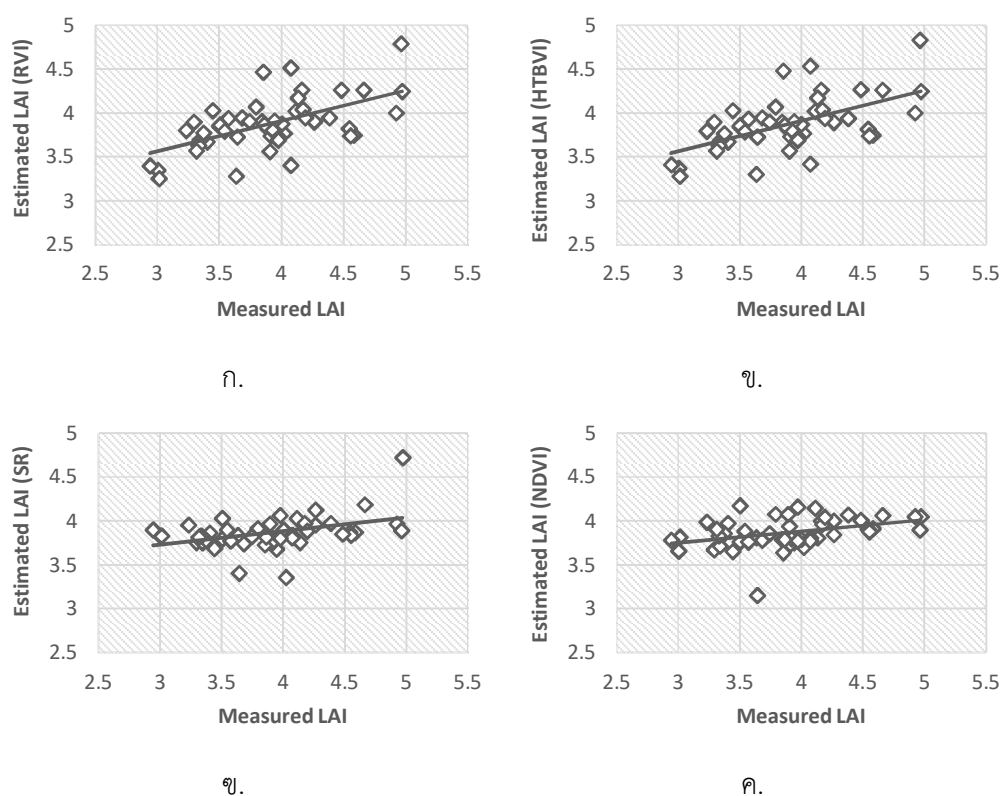 Estimated LAI (RVI)
5
4.5
4
3.5
3
2.5
2.5 3 3.5 4 4.5 5 5.5
Measured LAI
ก.
Estimated LAI (HTBVI)
5
4.5
4
3.5
3
2.5
2.5 3 3.5 4 4.5 5 5.5
Measured LAI
ข.
Estimated LAI (SR)
5
4.5
4
3.5
3
2.5
2.5 3 3.5 4 4.5 5 5.5
Measured LAI
ฃ.
Estimated LAI (NDVI)
5
4.5
4
3.5
3
2.5
2.5 3 3.5 4 4.5 5 5.5
Measured LAI
ค.